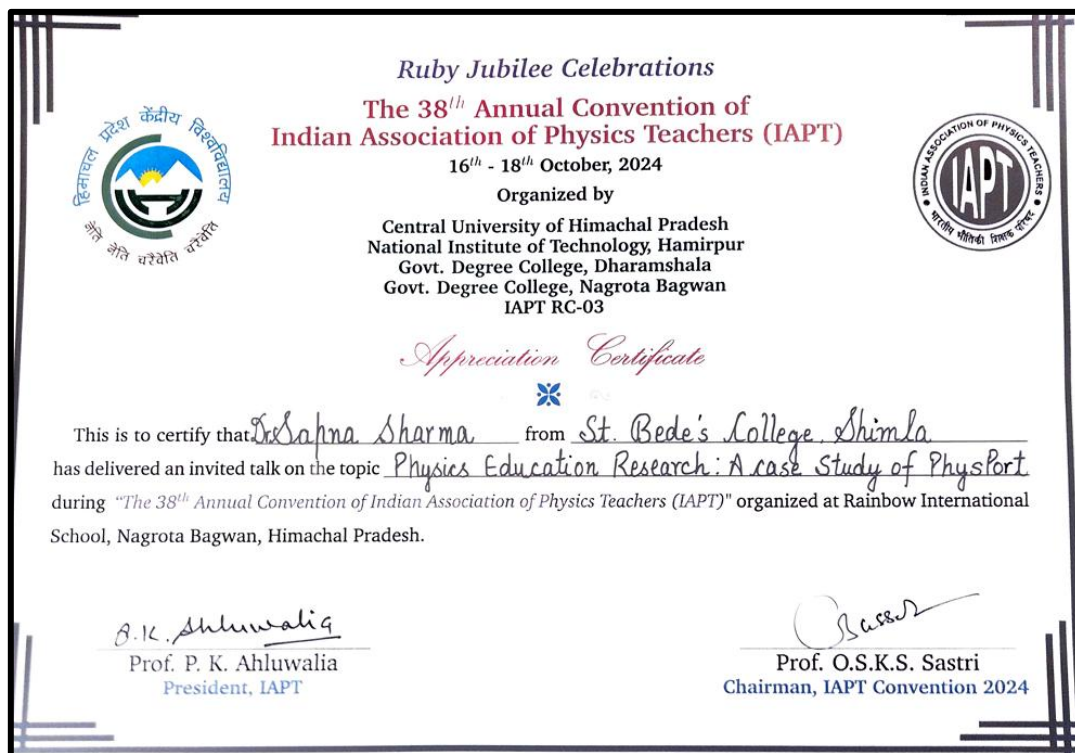 Ruby Jubilee Celebrations
The 38th Annual Convention of
Indian Association of Physics Teachers (IAPT)
16th - 18th October, 2024
Organized by
Central University of Himachal Pradesh
National Institute of Technology, Hamirpur
Govt. Degree College, Dharamshala
Govt. Degree College, Nagrota Bagwan
IAPT RC-03
हिमाचल प्रदेश केंद्रीय विश्वविद्यालय
नेति नेति चरैवेति चरैवेति
INDIAN ASSOCIATION OF PHYSICS TEACHERS
IAPT
भारतीय भौतिकी शिक्षक परिषद
Appreciation Certificate
This is to certify that Dr. Sapna Sharma from St. Bede's College, Shimla
has delivered an invited talk on the topic Physics Education Research: A case Study of PhysPort
during "The 38th Annual Convention of Indian Association of Physics Teachers (IAPT)" organized at Rainbow International
School, Nagrota Bagwan, Himachal Pradesh.
P.K. Ahluwalia
Prof. P. K. Ahluwalia
President, IAPT
Prof. O.S.K.S. Sastri
Chairman, IAPT Convention 2024